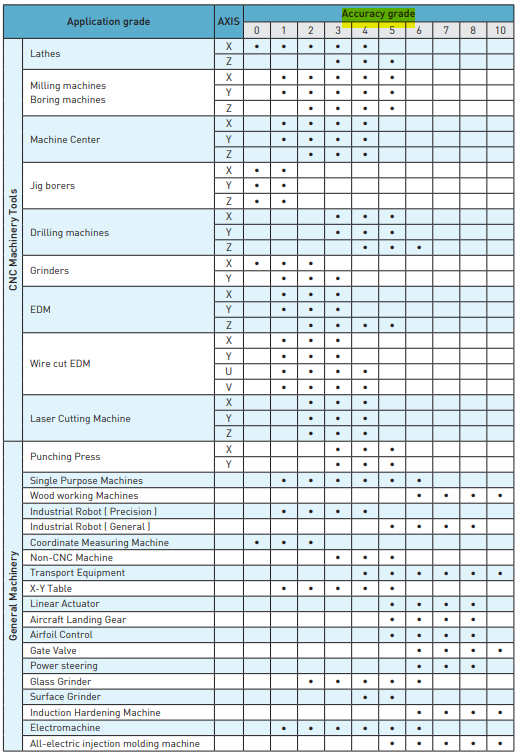 Application grade AXIS Accuracy grade
0 1 2 3 4 5 6 7 8 10
CNC Machinery Tools
Lathes X • • • • •
Z • • •
Milling machines X • • • • •
Boring machines Y • • • • •
Z • • • •
Machine Center X • • • •
Y • • • •
Z • • •
Jig borers X • •
Y • •
Z • •
Drilling machines X • • •
Y • • •
Z • • •
Grinders X • • •
Y • • •
EDM X • • •
Y • • •
Z • • • •
Wire cut EDM X • • •
Y • • •
U • • • •
V • • • •
Laser Cutting Machine X • • •
Y • • •
Z • • •
General Machinery
Punching Press X • • •
Y • • •
Single Purpose Machines • • • • • •
Wood working Machines • • • •
Industrial Robot ( Precision ) • • • •
Industrial Robot ( General ) • • • •
Coordinate Measuring Machine • • •
Non-CNC Machine • • •
Transport Equipment • • • • • •
X-Y Table • • • • •
Linear Actuator • • • •
Aircraft Landing Gear • • • •
Airfoil Control • • • •
Gate Valve • • • •
Power steering • • •
Glass Grinder • • • • •
Surface Grinder • •
Induction Hardening Machine • • • •
Electromachine • • • • • •
All-electric injection molding machine • • • • •